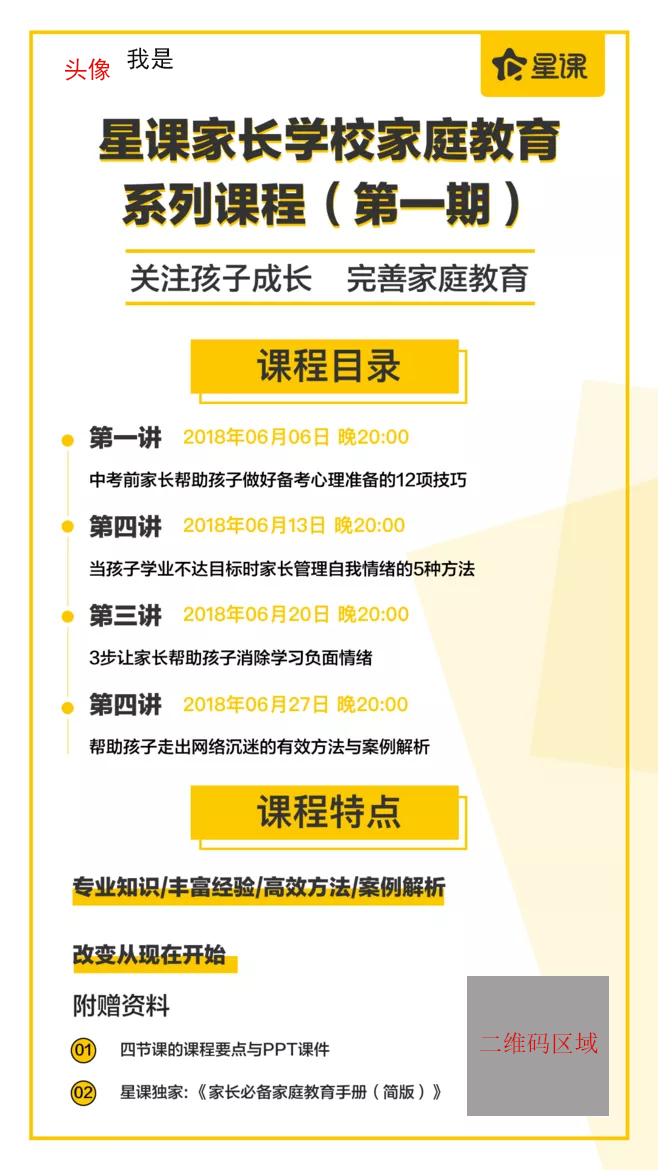 头像 我是
星课
星课家长学校家庭教育
系列课程（第一期）
关注孩子成长 完善家庭教育
课程目录
第一讲 2018年06月06日 晚20:00
中考前家长帮助孩子做好备考心理准备的12项技巧
第四讲 2018年06月13日 晚20:00
当孩子学业不达目标时家长管理自我情绪的5种方法
第三讲 2018年06月20日 晚20:00
3步让家长帮助孩子消除学习负面情绪
第四讲 2018年06月27日 晚20:00
帮助孩子走出网络沉迷的有效方法与案例解析
课程特点
专业知识/丰富经验/高效方法/案例解析
改变从现在开始
附赠资料
01 四节课的课程要点与PPT课件
02 星课独家:《家长必备家庭教育手册（简版）》
二维码区域